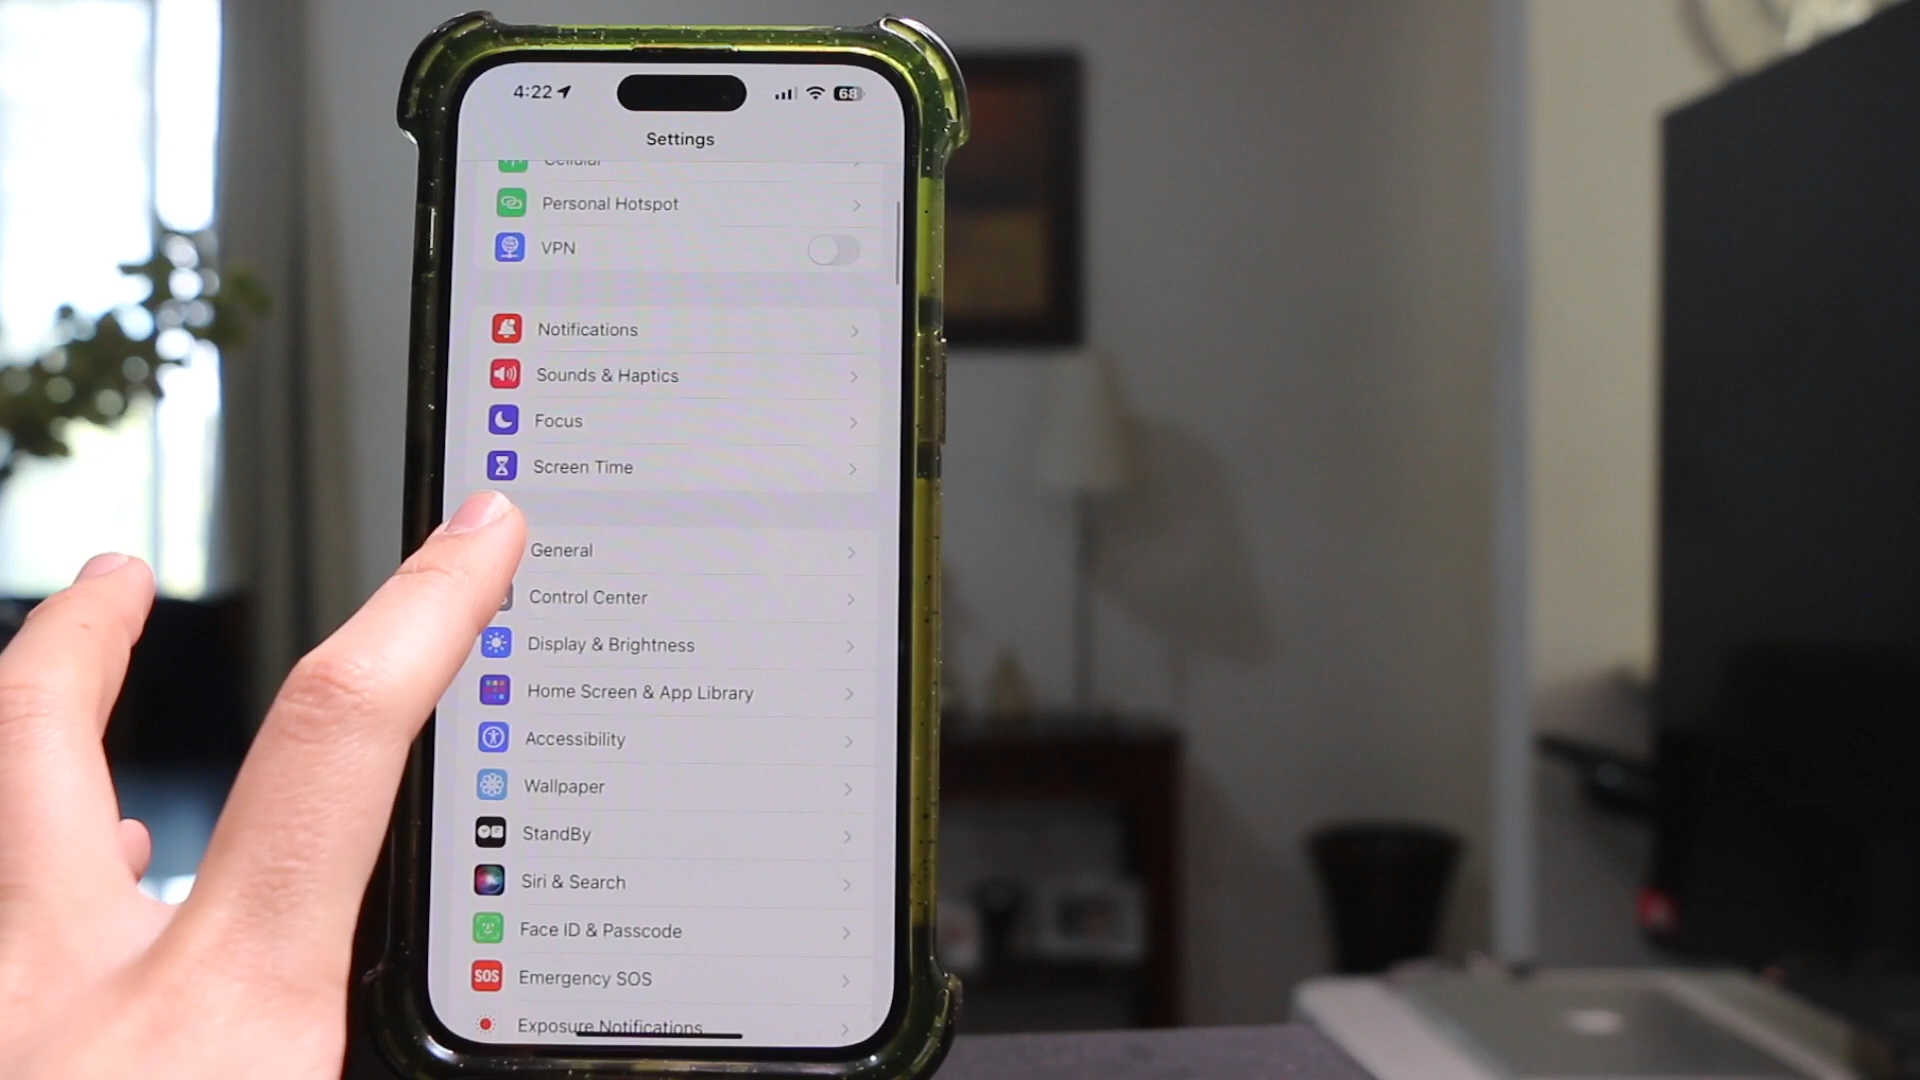 4:22
68
Settings
Cellular
Personal Hotspot
VPN
Notifications
Sounds & Haptics
Focus
Screen Time
General
Control Center
Display & Brightness
Home Screen & App Library
Accessibility
Wallpaper
StandBy
Siri & Search
Face ID & Passcode
SOS
Emergency SOS
Exposure Notifications